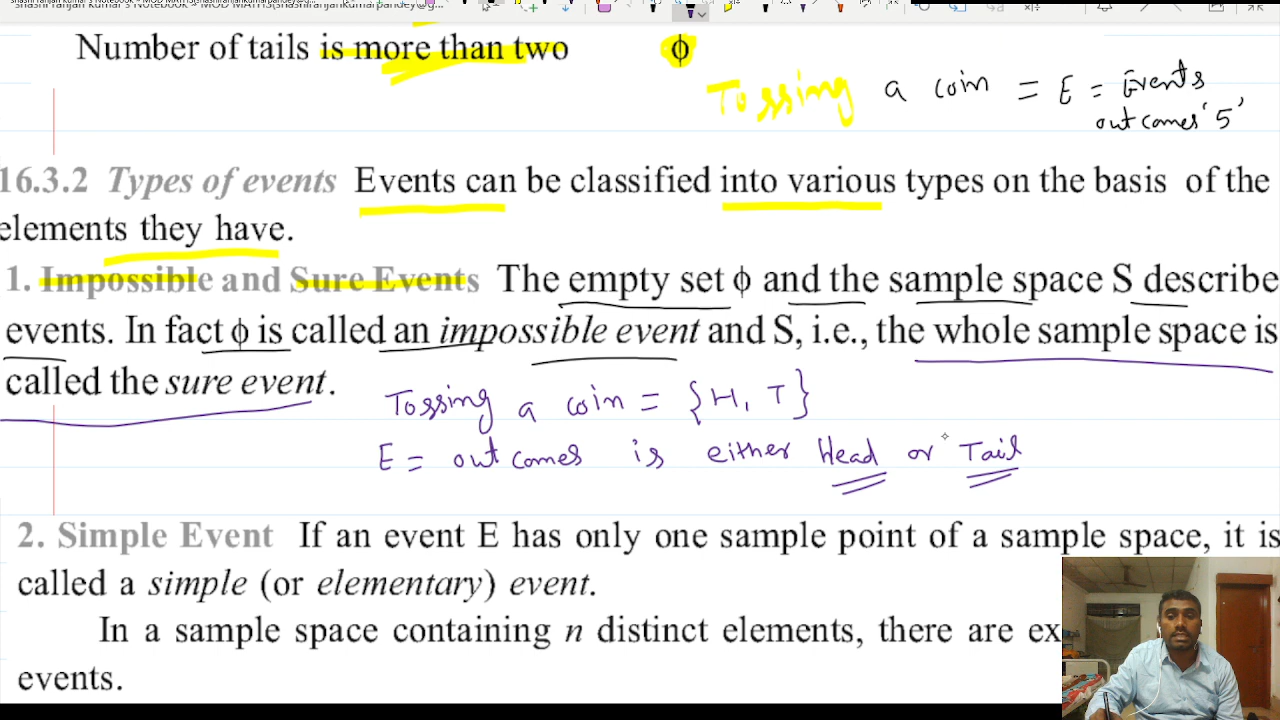 Number of tails is more than two ϕ
Tossing a coin = E = Events
outcomes '5'
16.3.2 Types of events Events can be classified into various types on the basis of the
elements they have.
1. Impossible and Sure Events The empty set ϕ and the sample space S describe
events. In fact ϕ is called an impossible event and S, i.e., the whole sample space is
called the sure event.
Tossing a coin = {H, T}
E = outcomes is either Head or Tail
2. Simple Event If an event E has only one sample point of a sample space, it is
called a simple (or elementary) event.
In a sample space containing n distinct elements, there are ex
events.